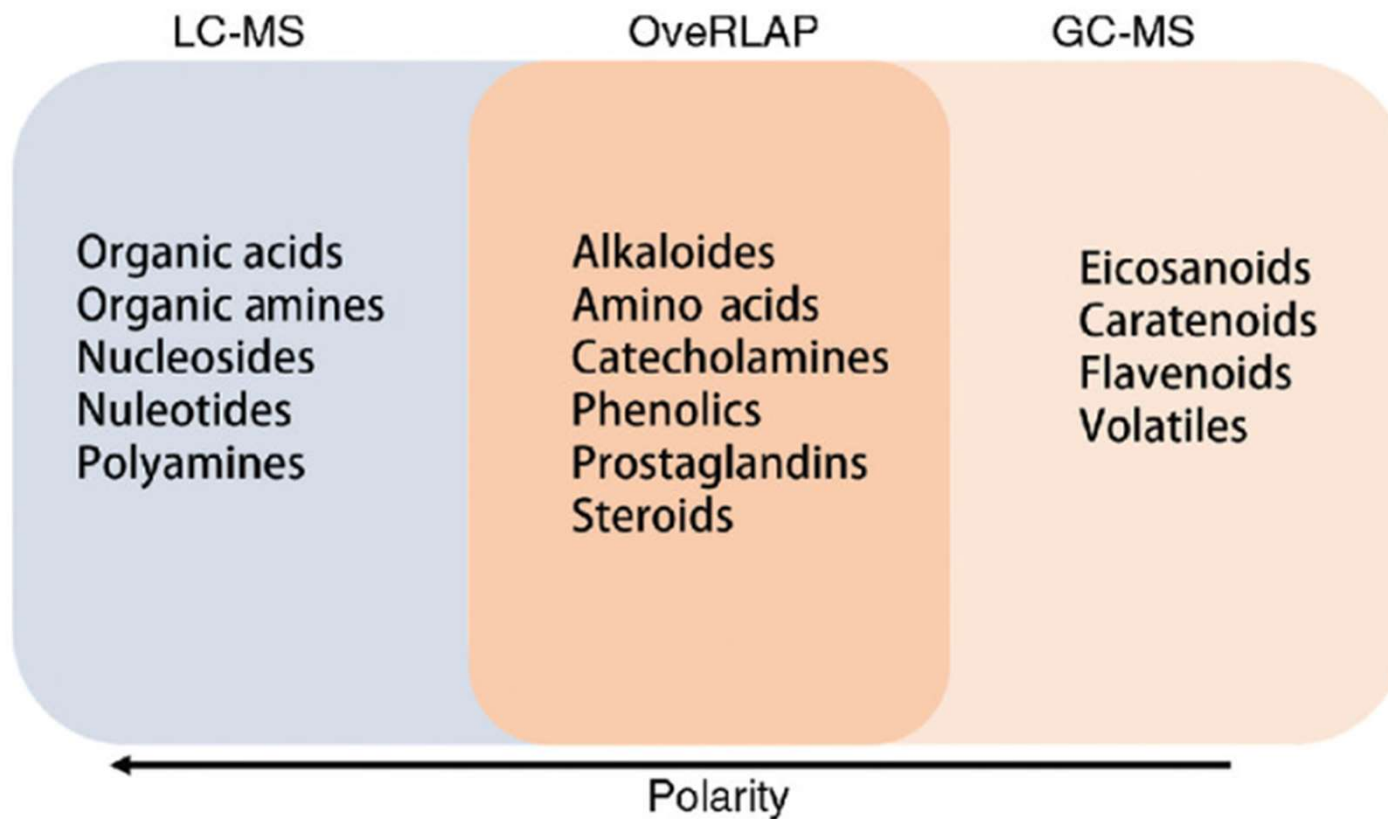 LC-MS
OveRLAP
GC-MS
Organic acids
Organic amines
Nucleosides
Nuleotides
Polyamines
Alkaloides
Amino acids
Catecholamines
Phenolics
Prostaglandins
Steroids
Eicosanoids
Caratenoids
Flavenoids
Volatiles
Polarity